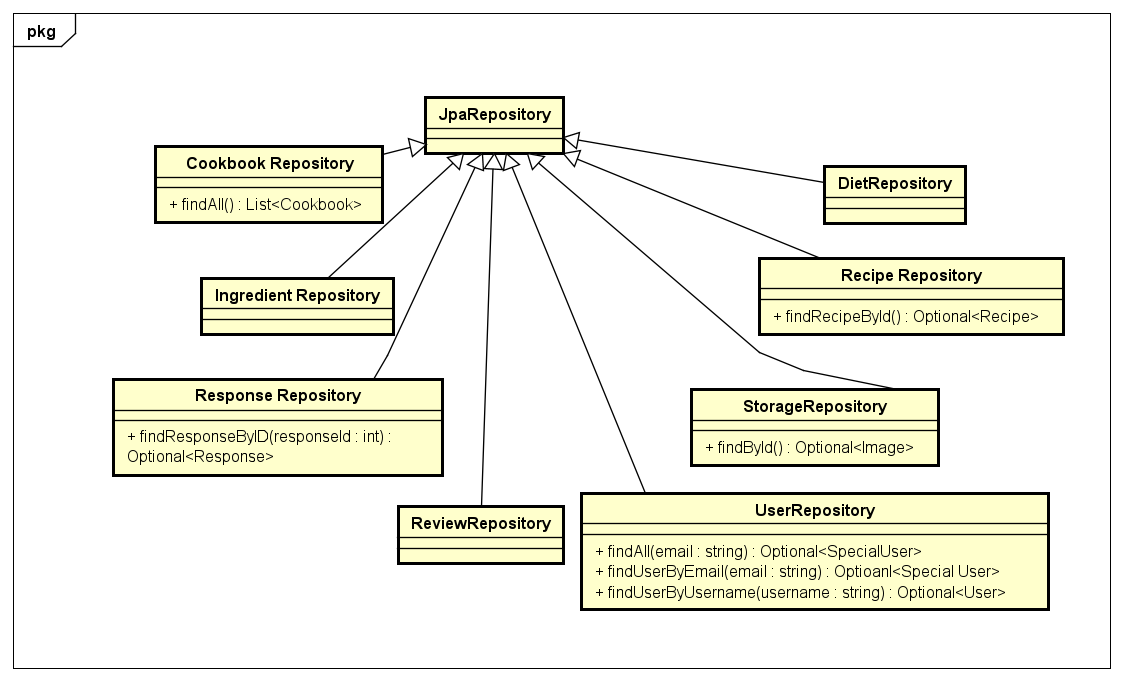 pkg
JpaRepository
Cookbook Repository
+ findAll() : List<Cookbook>
DietRepository
Ingredient Repository
Recipe Repository
+ findRecipeById() : Optional<Recipe>
Response Repository
+ findResponseByID(responseId : int) :
Optional<Response>
StorageRepository
+ findById() : Optional<Image>
ReviewRepository
UserRepository
+ findAll(email : string) : Optional<SpecialUser>
+ findUserByEmail(email : string) : Optioanl<Special User>
+ findUserByUsername(username : string) : Optional<User>